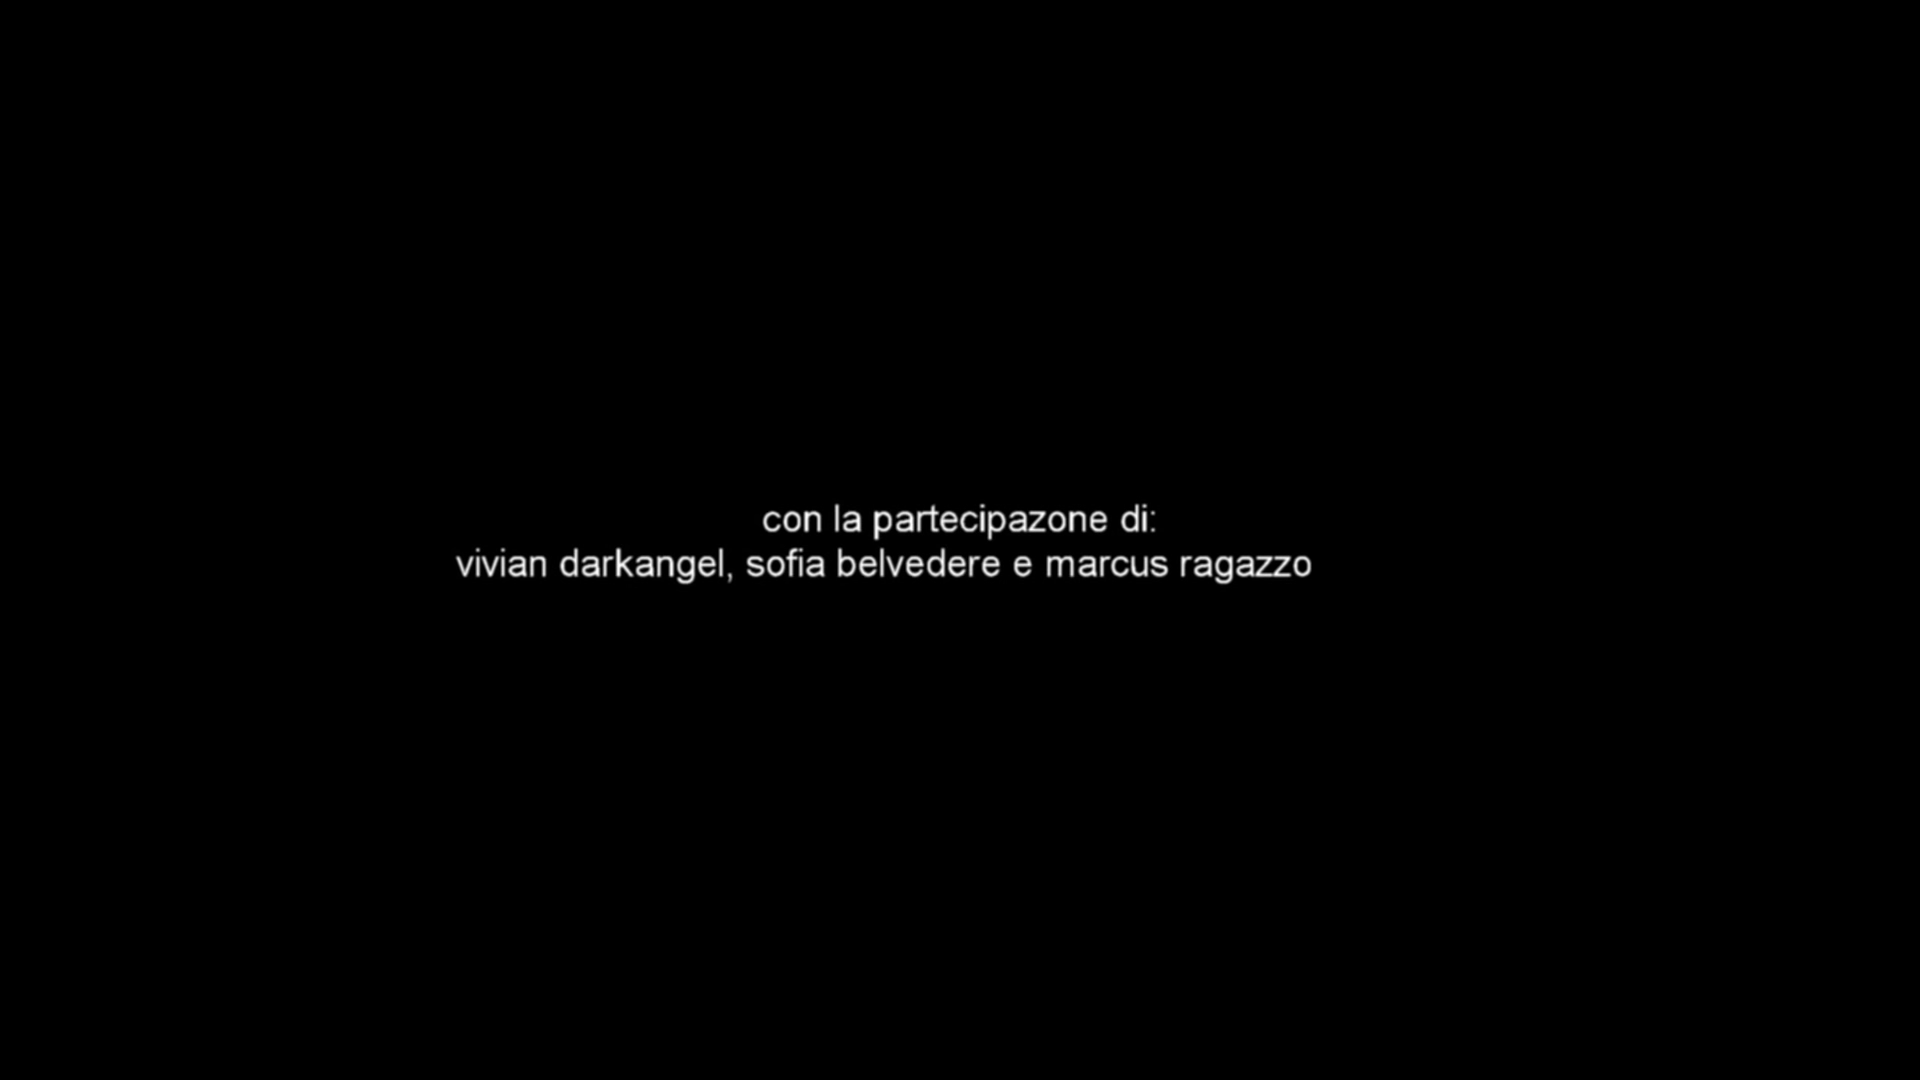 con la partecipazone di:
vivian darkangel, sofia belvedere e marcus ragazzo